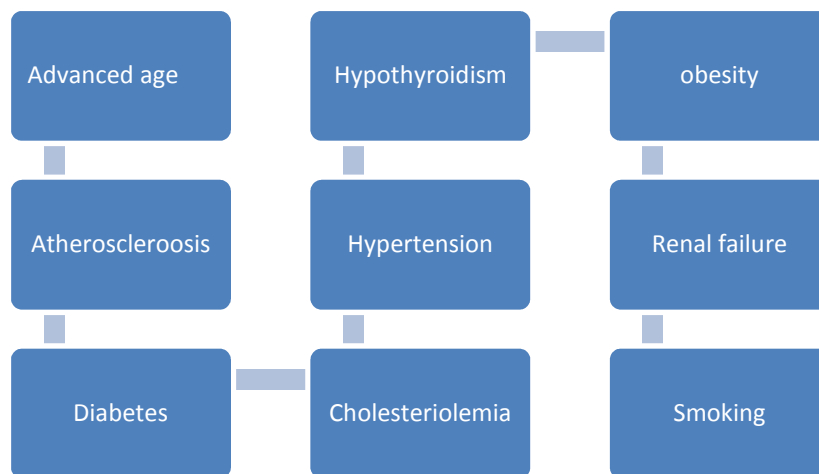 Advanced age
Atheroscleroosis
Diabetes
Cholesteriolemia
Hypertension
Hypothyroidism
obesity
Renal failure
Smoking